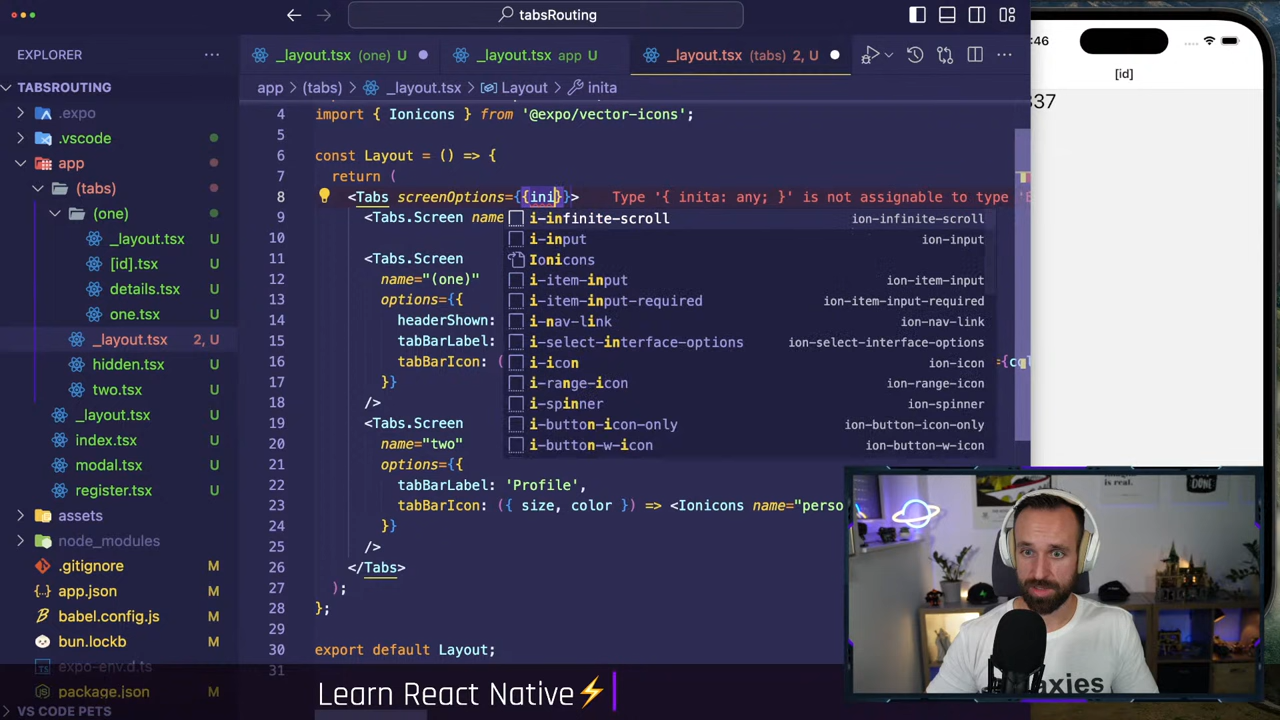 tabsRouting
EXPLORER
TABSROUTING
.expo
.vscode
app
(tabs)
(one)
_layout.tsx U
[id].tsx U
details.tsx U
one.tsx U
_layout.tsx 2, U
hidden.tsx U
two.tsx U
_layout.tsx U
index.tsx U
modal.tsx U
register.tsx U
assets
node_modules
.gitignore M
app.json M
babel.config.js M
bun.lockb M
expo-env.d.ts
package.json M
VS CODE PETS
_layout.tsx (one) U
_layout.tsx app U
_layout.tsx (tabs) 2, U
app > (tabs) > _layout.tsx > Layout > inita
4 import { Ionicons } from '@expo/vector-icons';
5
6 const Layout = () => {
7 return (
8 <Tabs screenOptions={{ini}}> Type '{ inita: any; }' is not assignable to type '
9 <Tabs.Screen name
10
11 <Tabs.Screen
12 name="(one)"
13 options={{
14 headerShown:
15 tabBarLabel:
16 tabBarIcon: (
17 }}
18 />
19 <Tabs.Screen
20 name="two"
21 options={{
22 tabBarLabel: 'Profile',
23 tabBarIcon: ({ size, color }) => <Ionicons name="perso
24 }}
25 />
26 </Tabs>
27 );
28 };
29
30 export default Layout;
31
i-infinite-scroll ion-infinite-scroll
i-input ion-input
Ionicons
i-item-input ion-item-input
i-item-input-required ion-item-input-required
i-nav-link ion-nav-link
i-select-interface-options ion-select-interface-options
i-icon ion-icon
i-range-icon ion-range-icon
i-spinner ion-spinner
i-button-icon-only ion-button-icon-only
i-button-w-icon ion-button-w-icon
:46
[id]
337
is real.
DONE
Learn React Native⚡